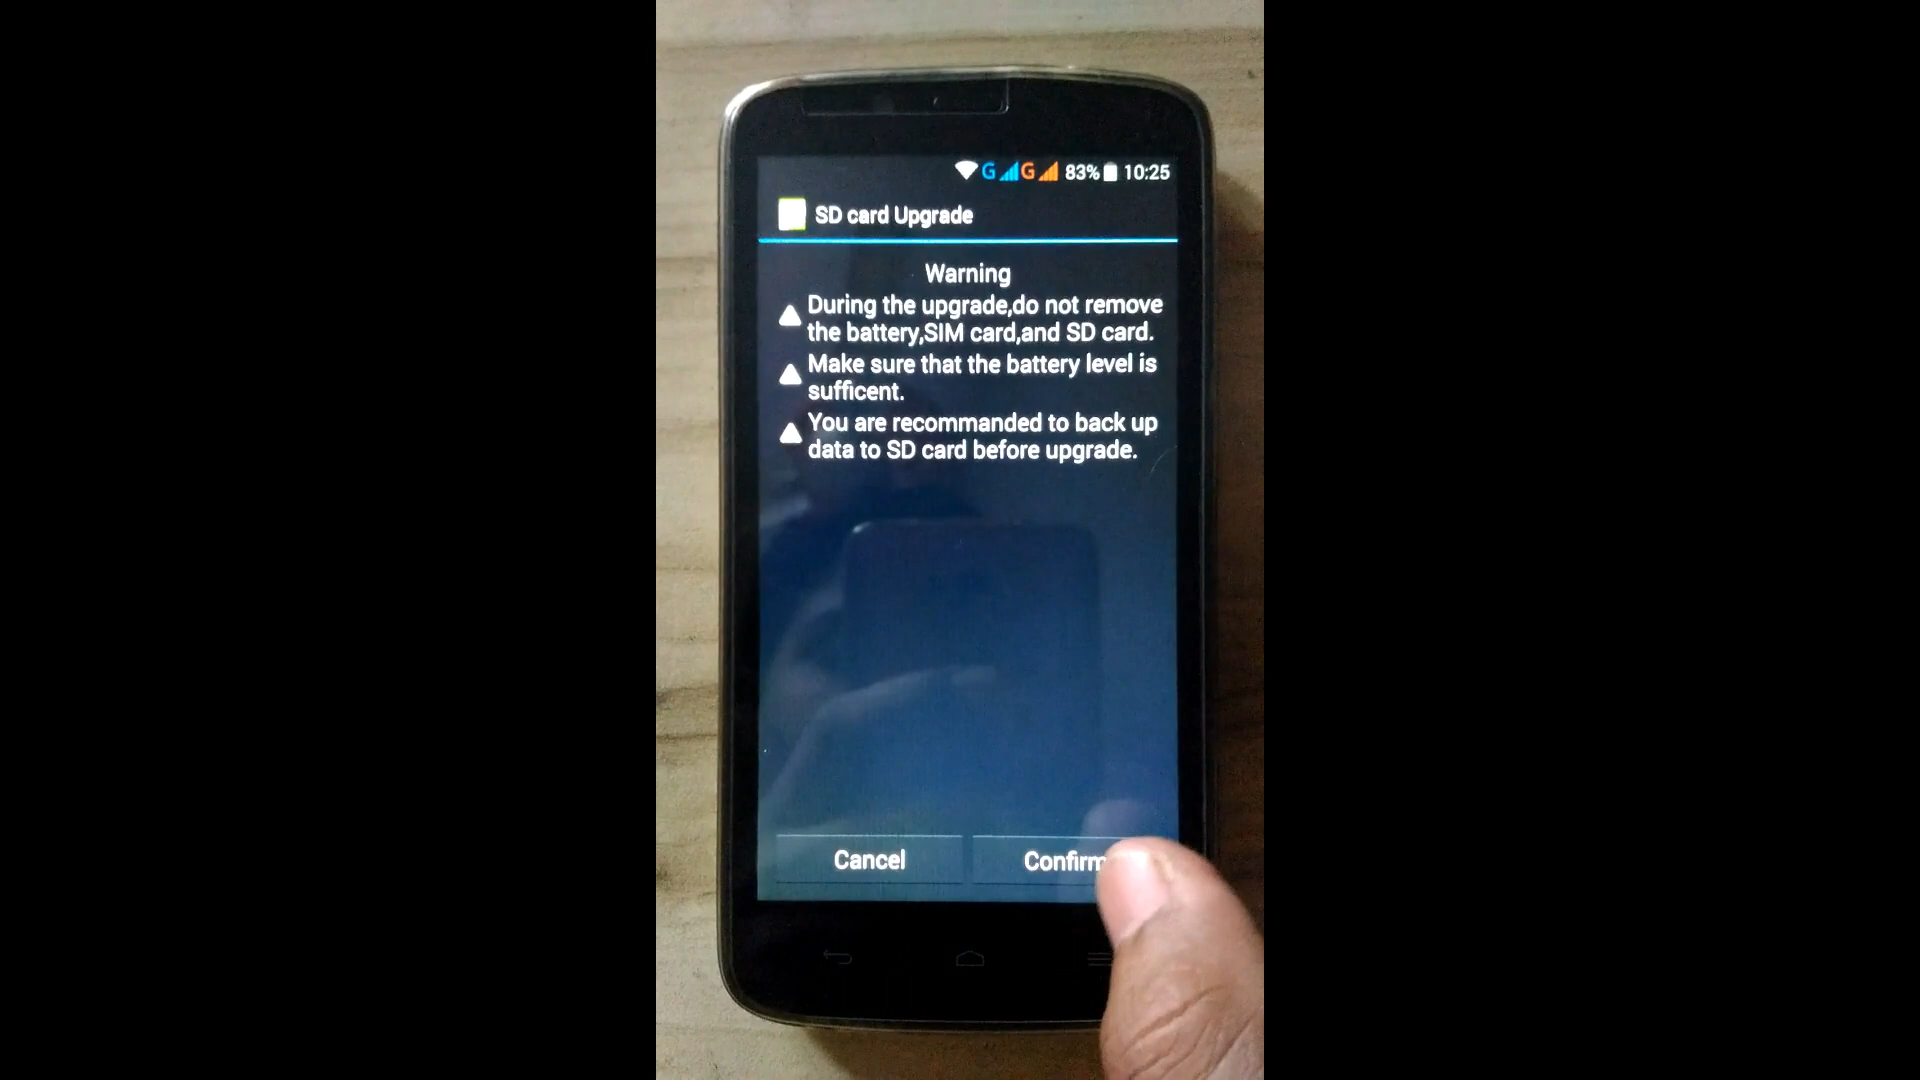 G G 83% 10:25
SD card Upgrade
Warning
During the upgrade,do not remove
the battery,SIM card,and SD card.
Make sure that the battery level is
sufficent.
You are recommanded to back up
data to SD card before upgrade.
Cancel Confirm